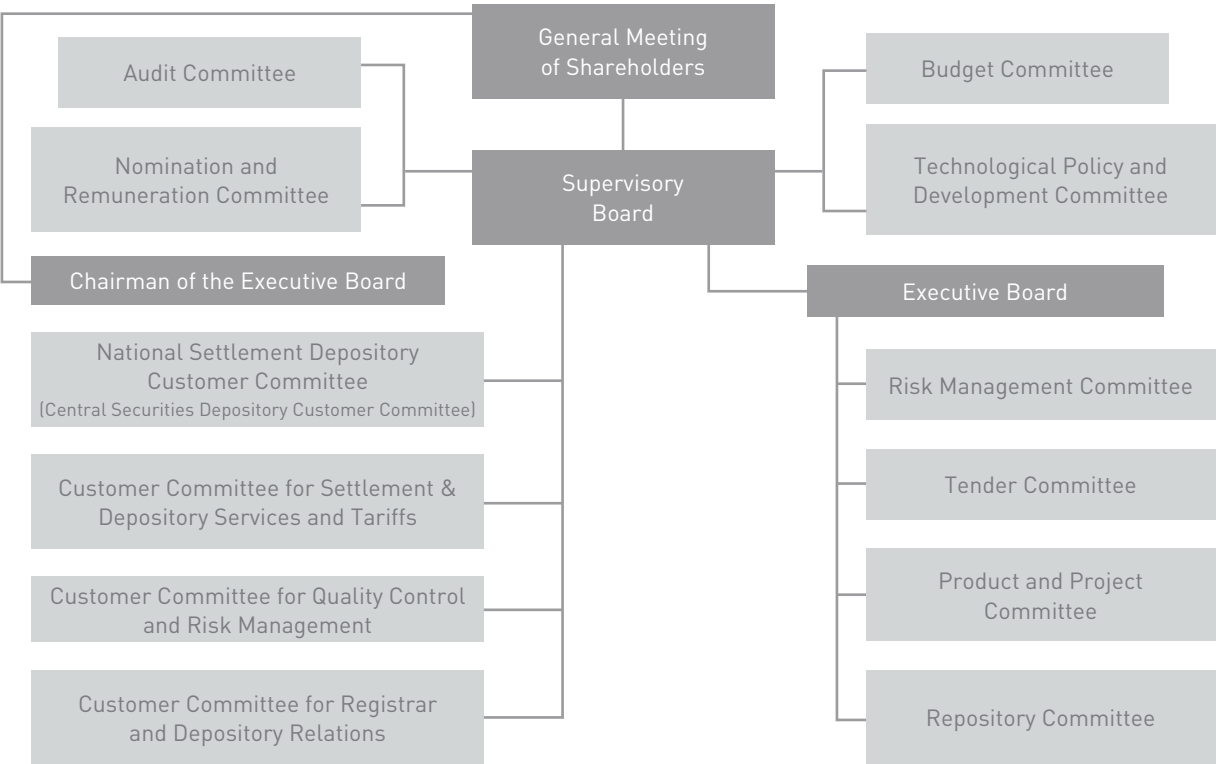 General Meeting
of Shareholders
Audit Committee
Budget Committee
Nomination and
Remuneration Committee
Supervisory
Board
Technological Policy and
Development Committee
Chairman of the Executive Board
Executive Board
National Settlement Depository
Customer Committee
(Central Securities Depository Customer Committee)
Risk Management Committee
Customer Committee for Settlement &
Depository Services and Tariffs
Tender Committee
Customer Committee for Quality Control
and Risk Management
Product and Project
Committee
Customer Committee for Registrar
and Depository Relations
Repository Committee